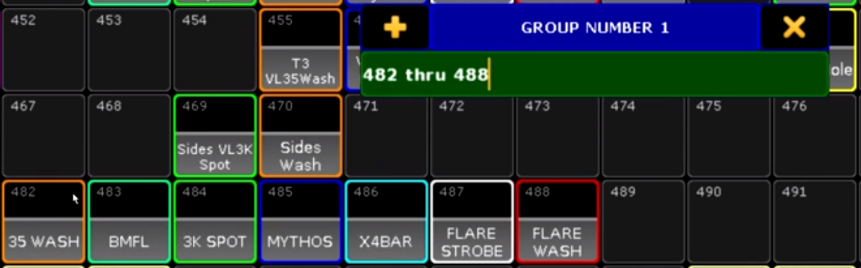 452 453 454 455
GROUP NUMBER 1
T3
VL35Wash
482 thru 488
ole
467 468 469 470 471 472 473 474 475 476
Sides VL3K
Spot
Sides
Wash
482 483 484 485 486 487 488 489 490 491
35 WASH
BMFL
3K SPOT
MYTHOS
X4BAR
FLARE
STROBE
FLARE
WASH